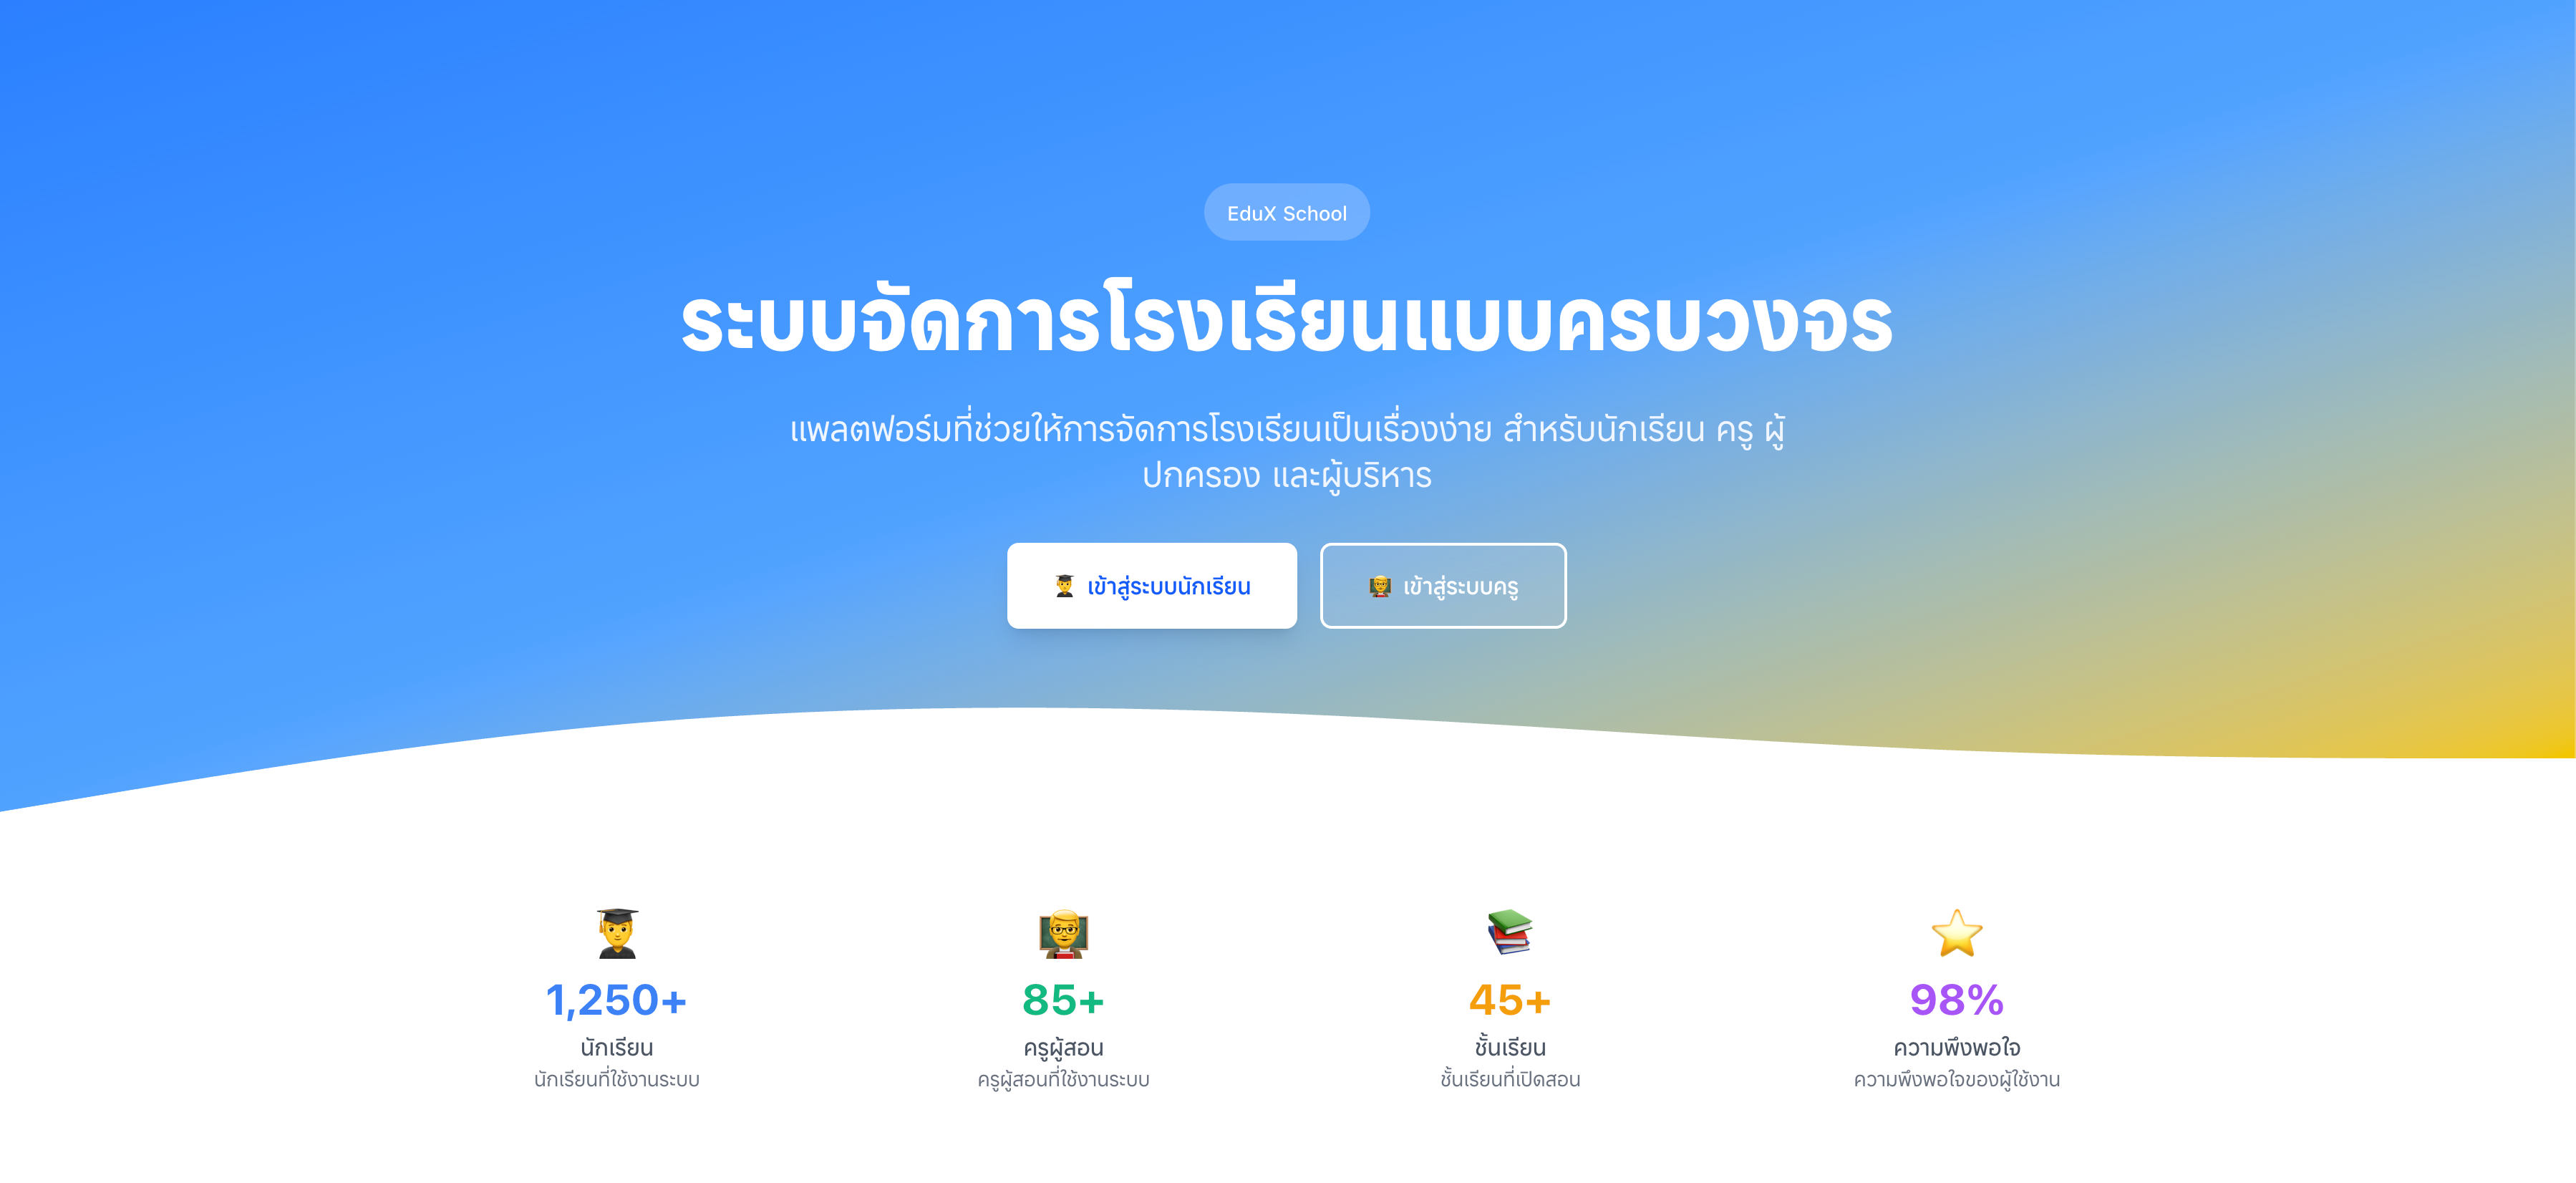 EduX School
ระบบจัดการโรงเรียนแบบครบวงจร
แพลตฟอร์มที่ช่วยให้การจัดการโรงเรียนเป็นเรื่องง่าย สำหรับนักเรียน ครู ผู้
ปกครอง และผู้บริหาร
เข้าสู่ระบบนักเรียน
เข้าสู่ระบบครู
1,250+
นักเรียน
นักเรียนที่ใช้งานระบบ
85+
ครูผู้สอน
ครูผู้สอนที่ใช้งานระบบ
45+
ชั้นเรียน
ชั้นเรียนที่เปิดสอน
98%
ความพึงพอใจ
ความพึงพอใจของผู้ใช้งาน